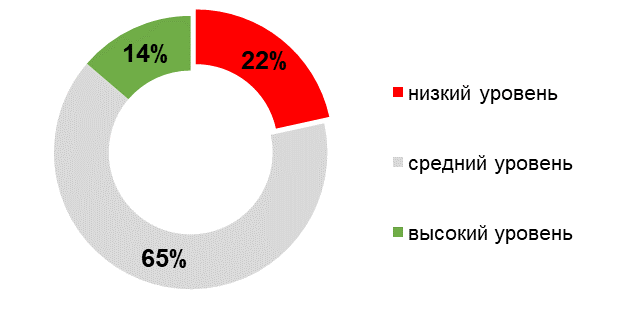 14%
22%
65%
низкий уровень
средний уровень
высокий уровень